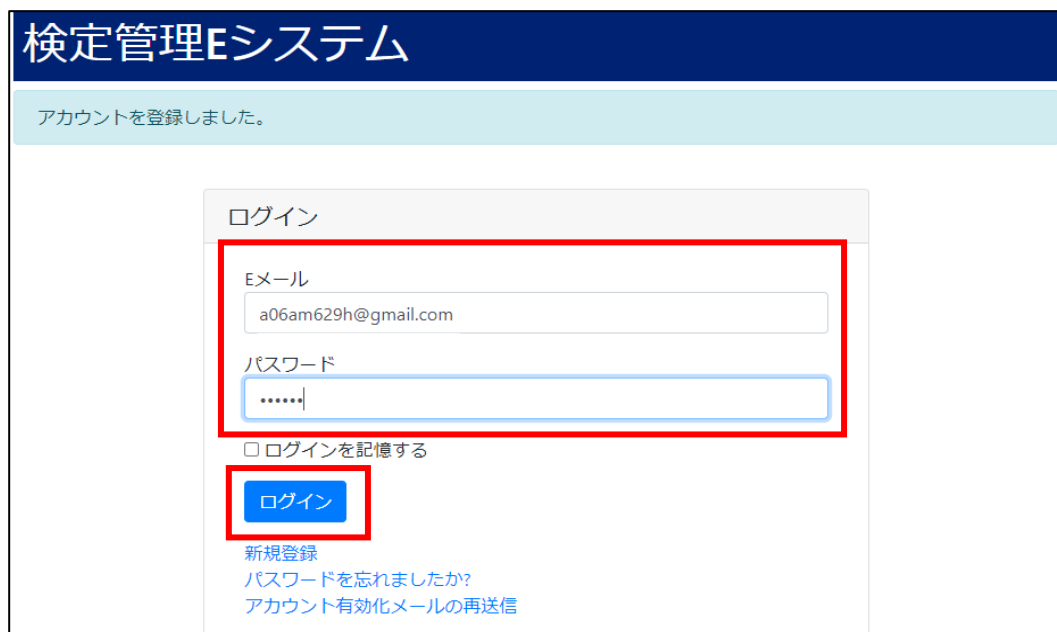 検定管理Eシステム
アカウントを登録しました。
ログイン
Eメール
a06am629h@gmail.com
パスワード
••••••
ログインを記憶する
ログイン
新規登録
パスワードを忘れましたか?
アカウント有効化メールの再送信